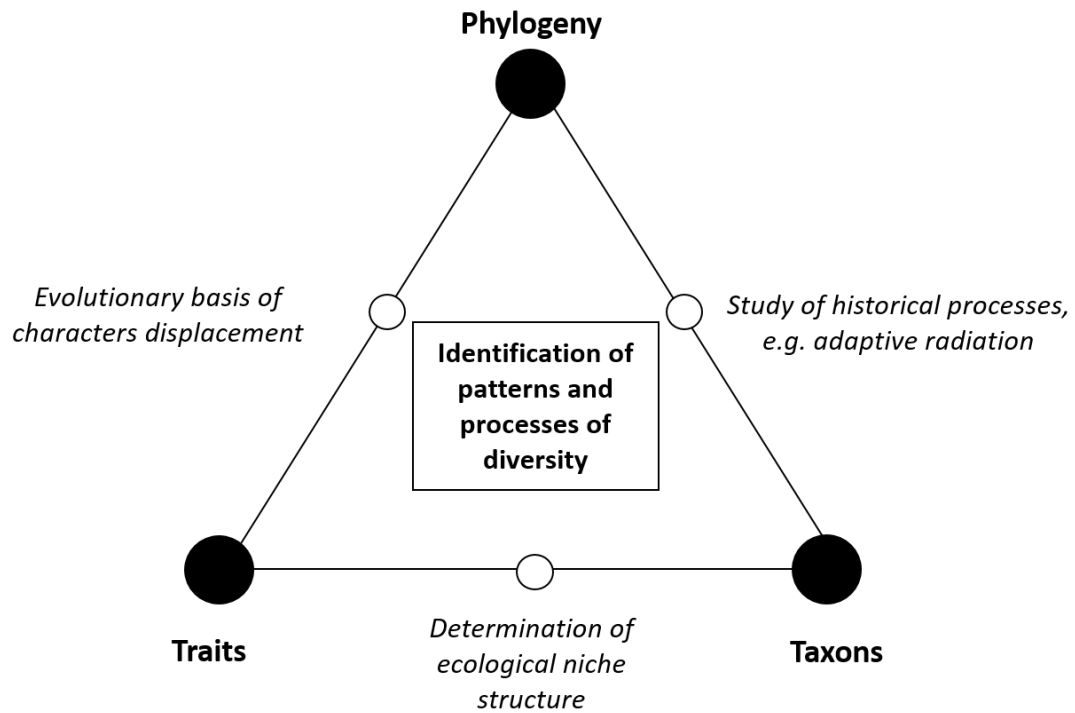 Phylogeny
Evolutionary basis of
characters displacement
Study of historical processes,
e.g. adaptive radiation
Identification of
patterns and
processes of
diversity
Traits
Determination of
ecological niche
structure
Taxons